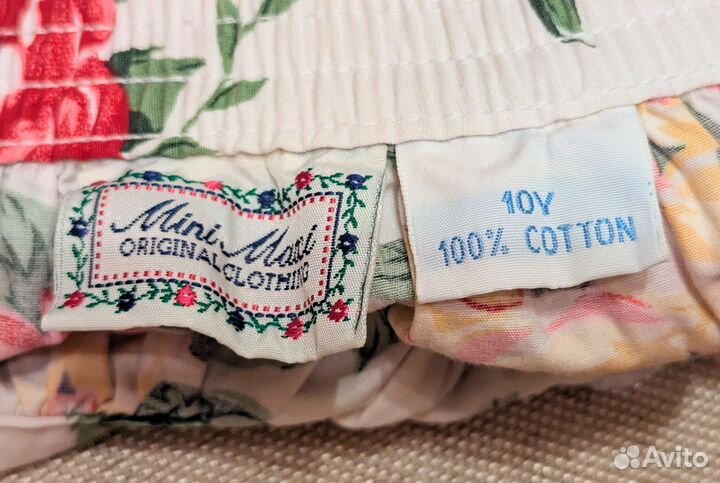 Mini Maxi
ORIGINAL CLOTHING
10Y
100% COTTON
Avito